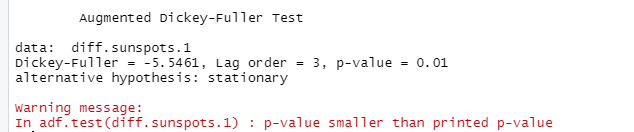 Augmented Dickey-Fuller Test
data:  diff.sunspots.1
Dickey-Fuller = -5.5461, Lag order = 3, p-value = 0.01
alternative hypothesis: stationary
Warning message:
In adf.test(diff.sunspots.1) : p-value smaller than printed p-value